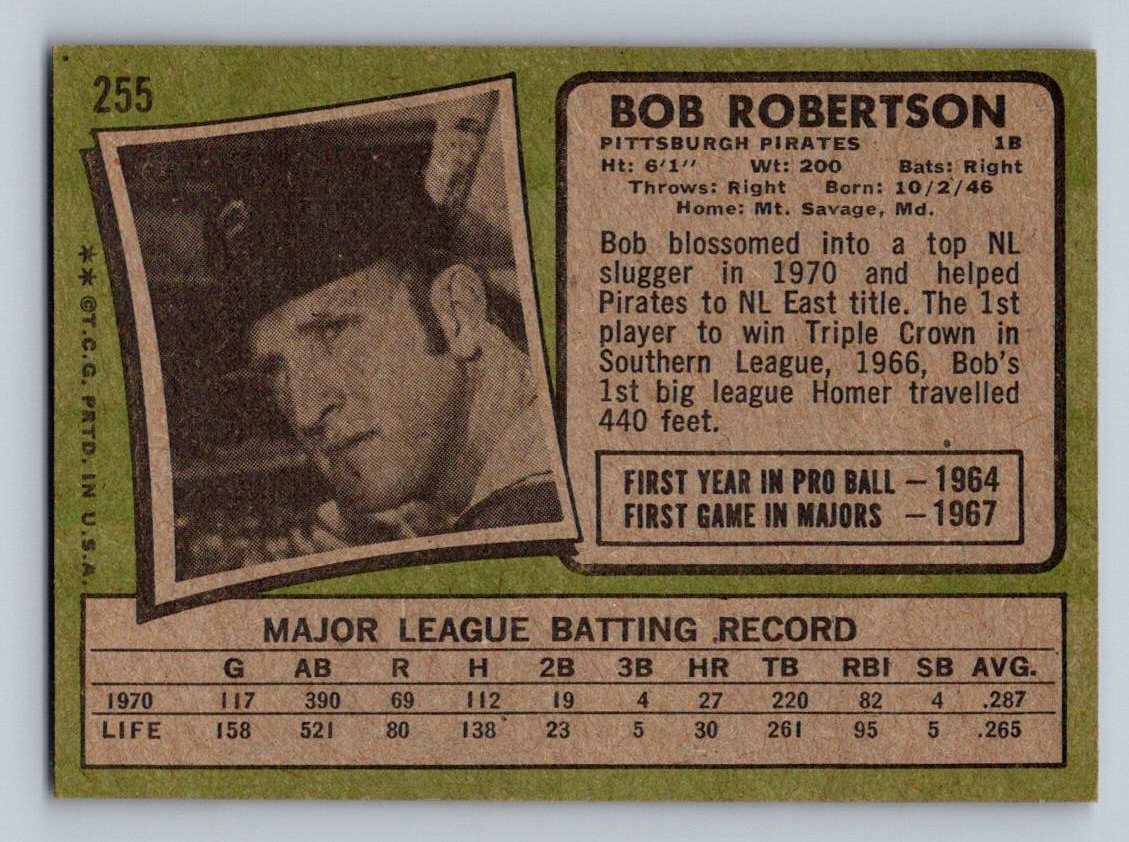 255
BOB ROBERTSON
PITTSBURGH PIRATES 1B
Ht: 6'1" Wt: 200 Bats: Right
Throws: Right Born: 10/2/46
Home: Mt. Savage, Md.
Bob blossomed into a top NL
slugger in 1970 and helped
Pirates to NL East title. The 1st
player to win Triple Crown in
Southern League, 1966, Bob's
1st big league Homer travelled
440 feet.
FIRST YEAR IN PRO BALL — 1964
FIRST GAME IN MAJORS — 1967
** ©T.C.G. PRTD. IN U.S.A.
MAJOR LEAGUE BATTING RECORD
G AB R H 2B 3B HR TB RBI SB AVG.
1970 117 390 69 112 19 4 27 220 82 4 .287
LIFE 158 521 80 138 23 5 30 261 95 5 .265